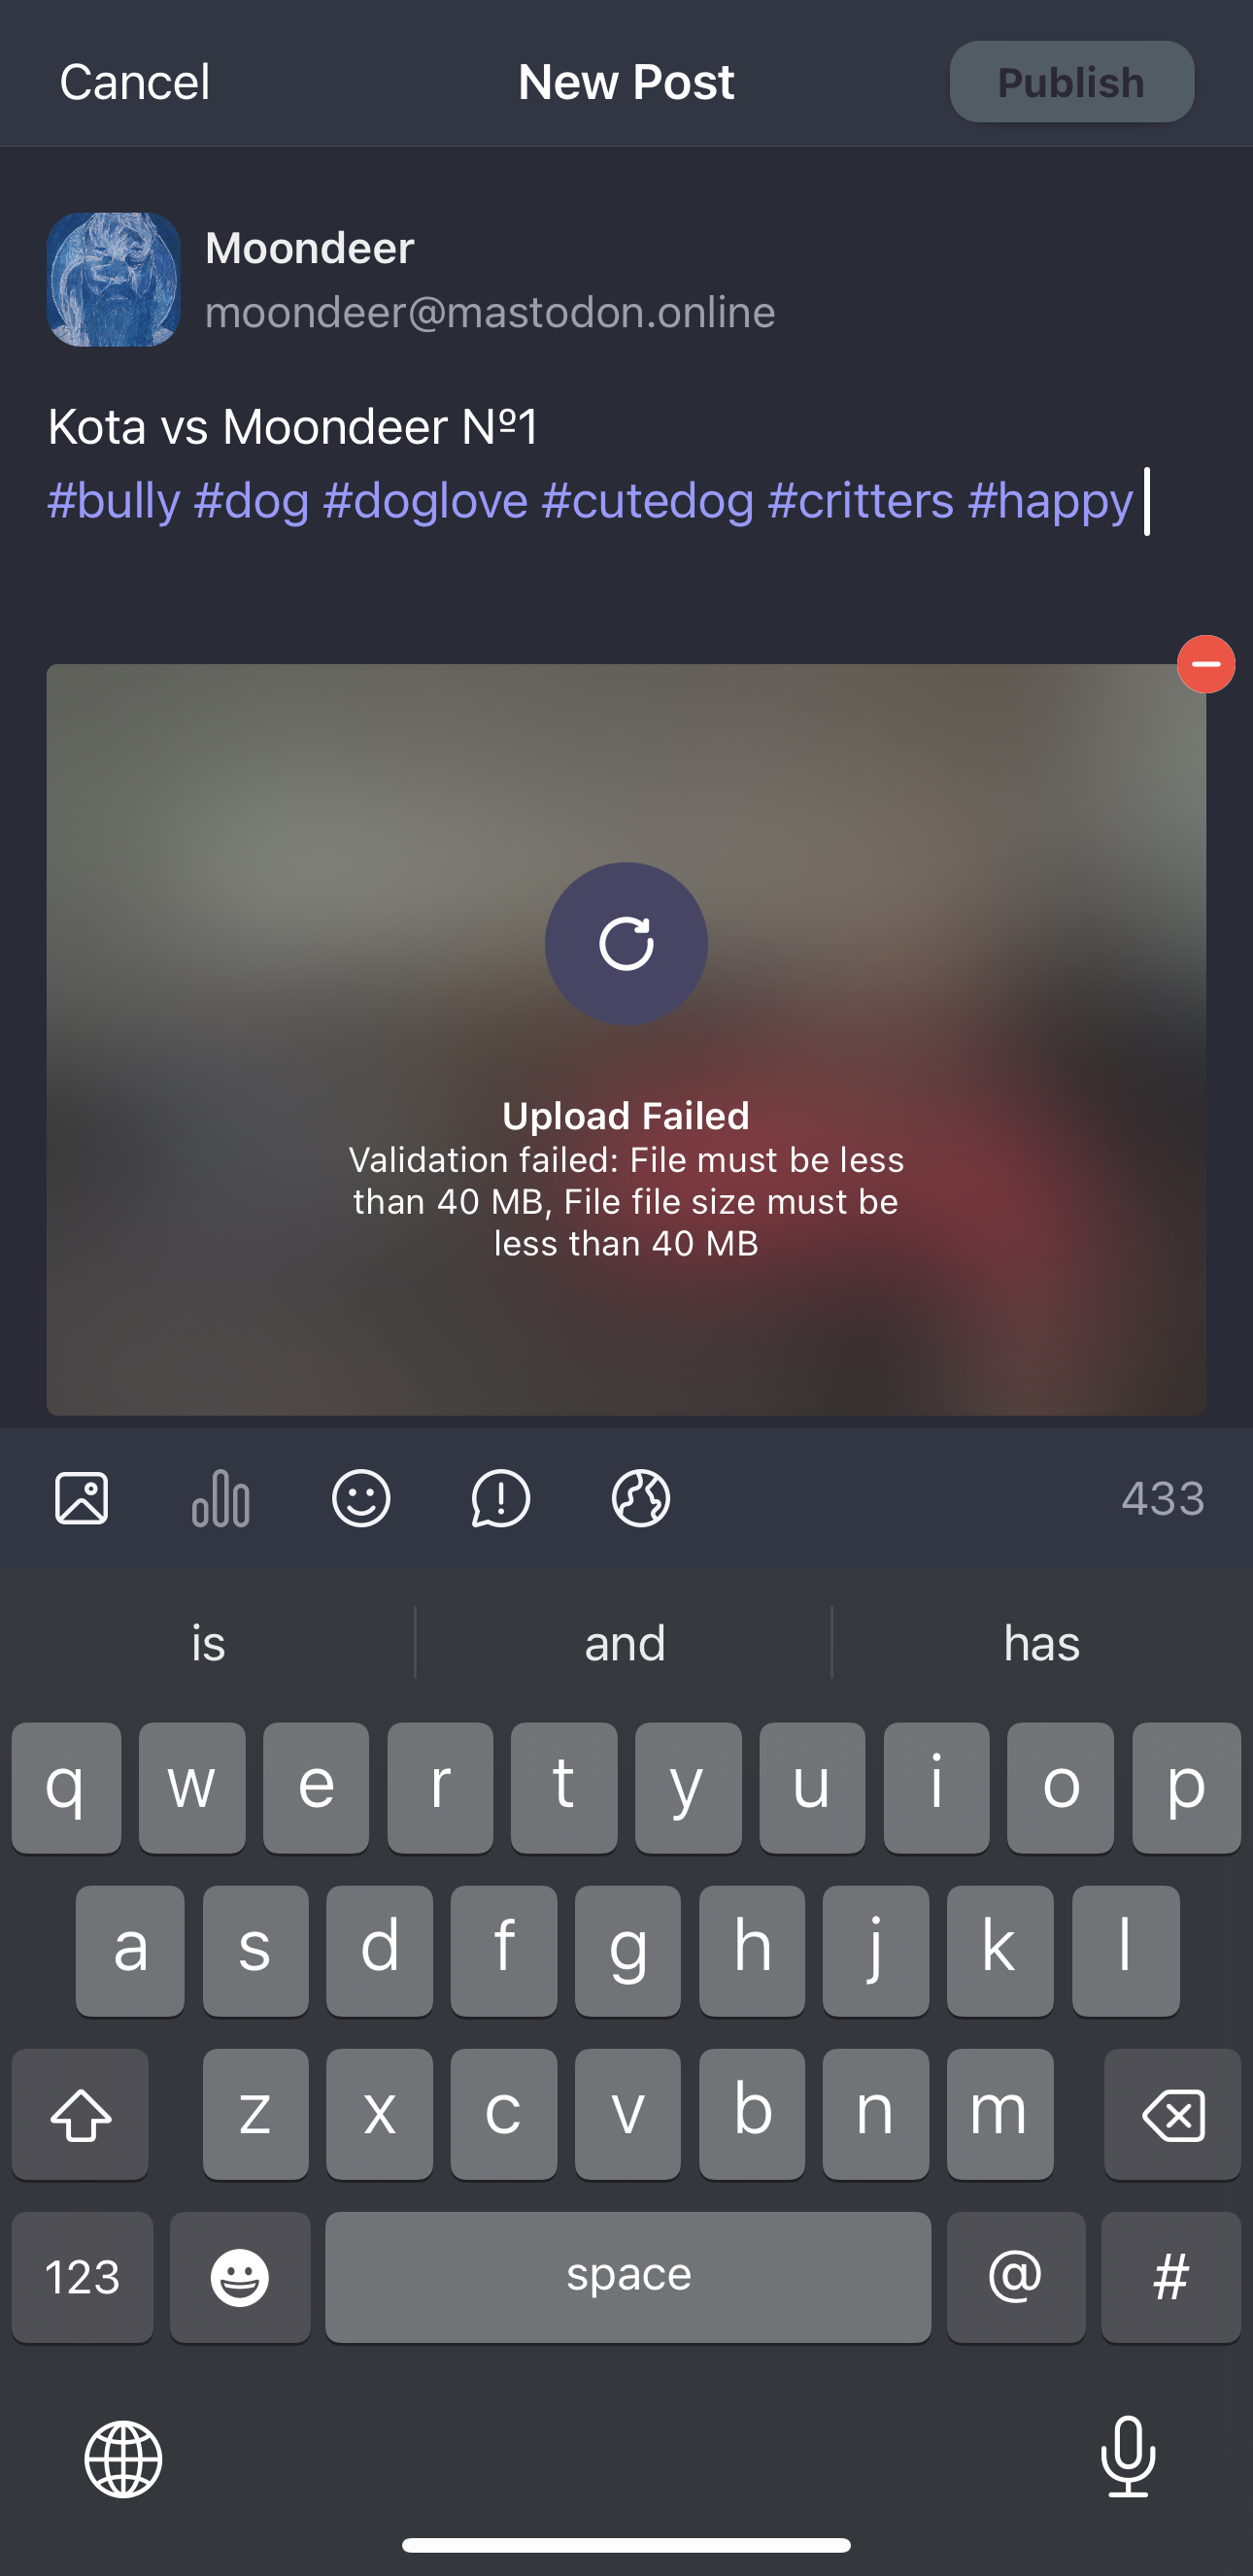 Cancel
New Post
Publish
Moondeer
moondeer@mastodon.online
Kota vs Moondeer Nº1
#bully #dog #doglove #cutedog #critters #happy
Upload Failed
Validation failed: File must be less
than 40 MB, File file size must be
less than 40 MB
433
is and has
q w e r t y u i o p
a s d f g h j k l
z x c v b n m
123 space @ #